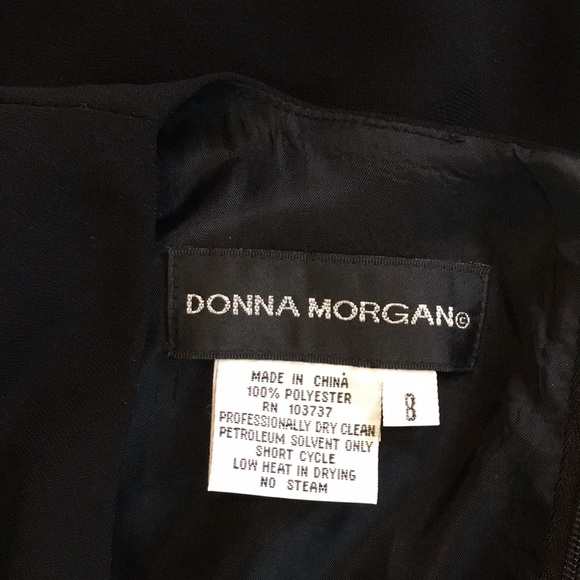 DONNA MORGAN©
MADE IN CHINA
100% POLYESTER
RN 103737
PROFESSIONALLY DRY CLEAN
PETROLEUM SOLVENT ONLY
SHORT CYCLE
LOW HEAT IN DRYING
NO STEAM
8